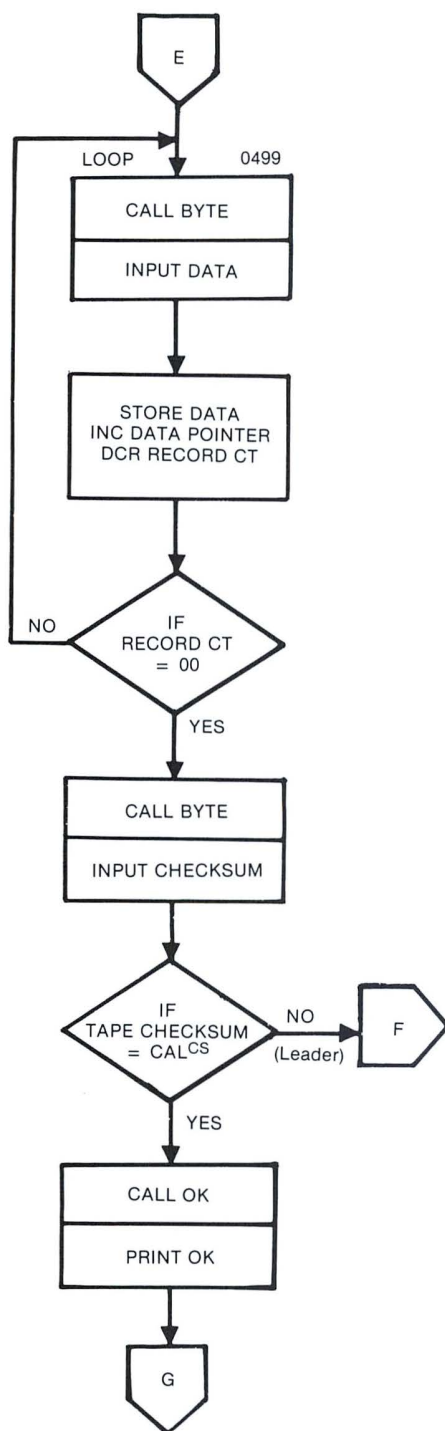 E
LOOP 0499
CALL BYTE
INPUT DATA
STORE DATA
INC DATA POINTER
DCR RECORD CT
IF
RECORD CT
= 00
NO
YES
CALL BYTE
INPUT CHECKSUM
IF
TAPE CHECKSUM
= CALCS
NO
(Leader)
F
YES
CALL OK
PRINT OK
G